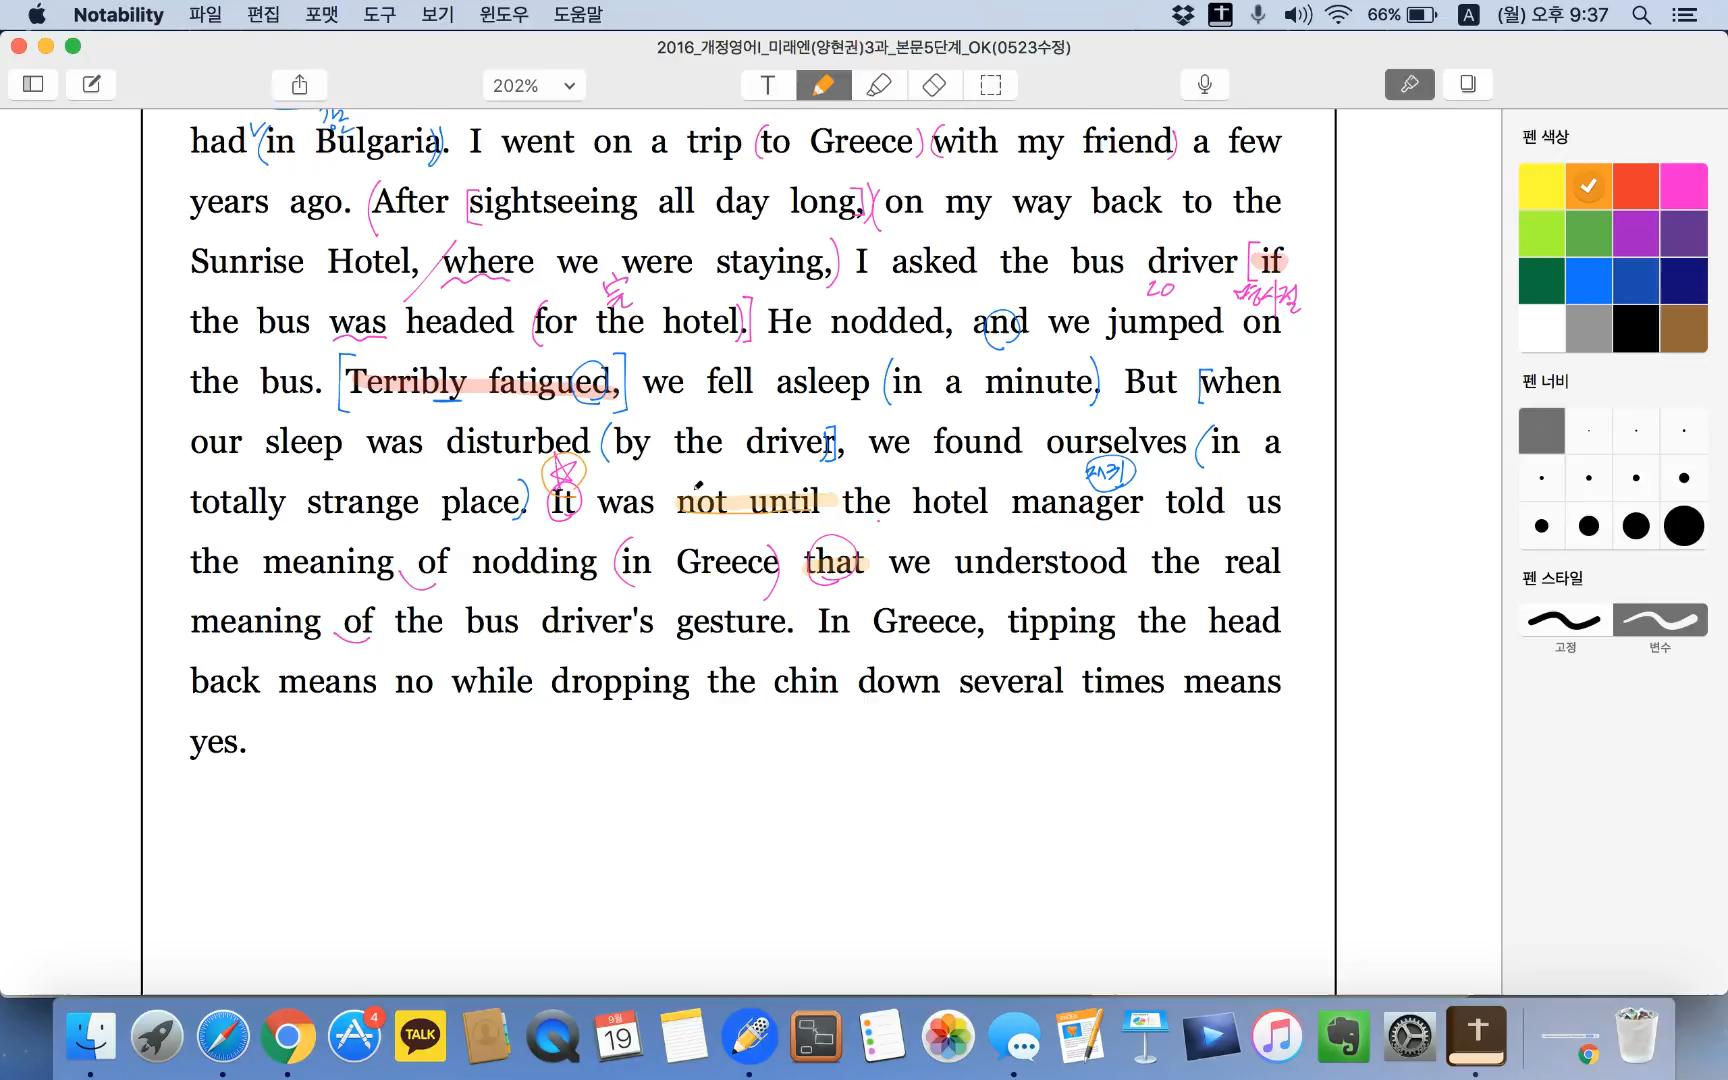 Notability 파일 편집 포맷 도구 보기 윈도우 도움말 66% A (월) 오후 9:37
2016_개정영어I_미래엔(양현권)3과_본문5단계_OK(0523수정)
202% T
had in Bulgaria. I went on a trip to Greece with my friend a few
years ago. After sightseeing all day long, on my way back to the
Sunrise Hotel, where we were staying, I asked the bus driver if
20
the bus was headed for the hotel. He nodded, and we jumped on
the bus. Terribly fatigued, we fell asleep in a minute. But when
our sleep was disturbed by the driver, we found ourselves in a
totally strange place. It was not until the hotel manager told us
the meaning of nodding in Greece that we understood the real
meaning of the bus driver's gesture. In Greece, tipping the head
back means no while dropping the chin down several times means
yes.
펜 색상
펜 너비
펜 스타일
고정 변수
4
TALK
9월
19